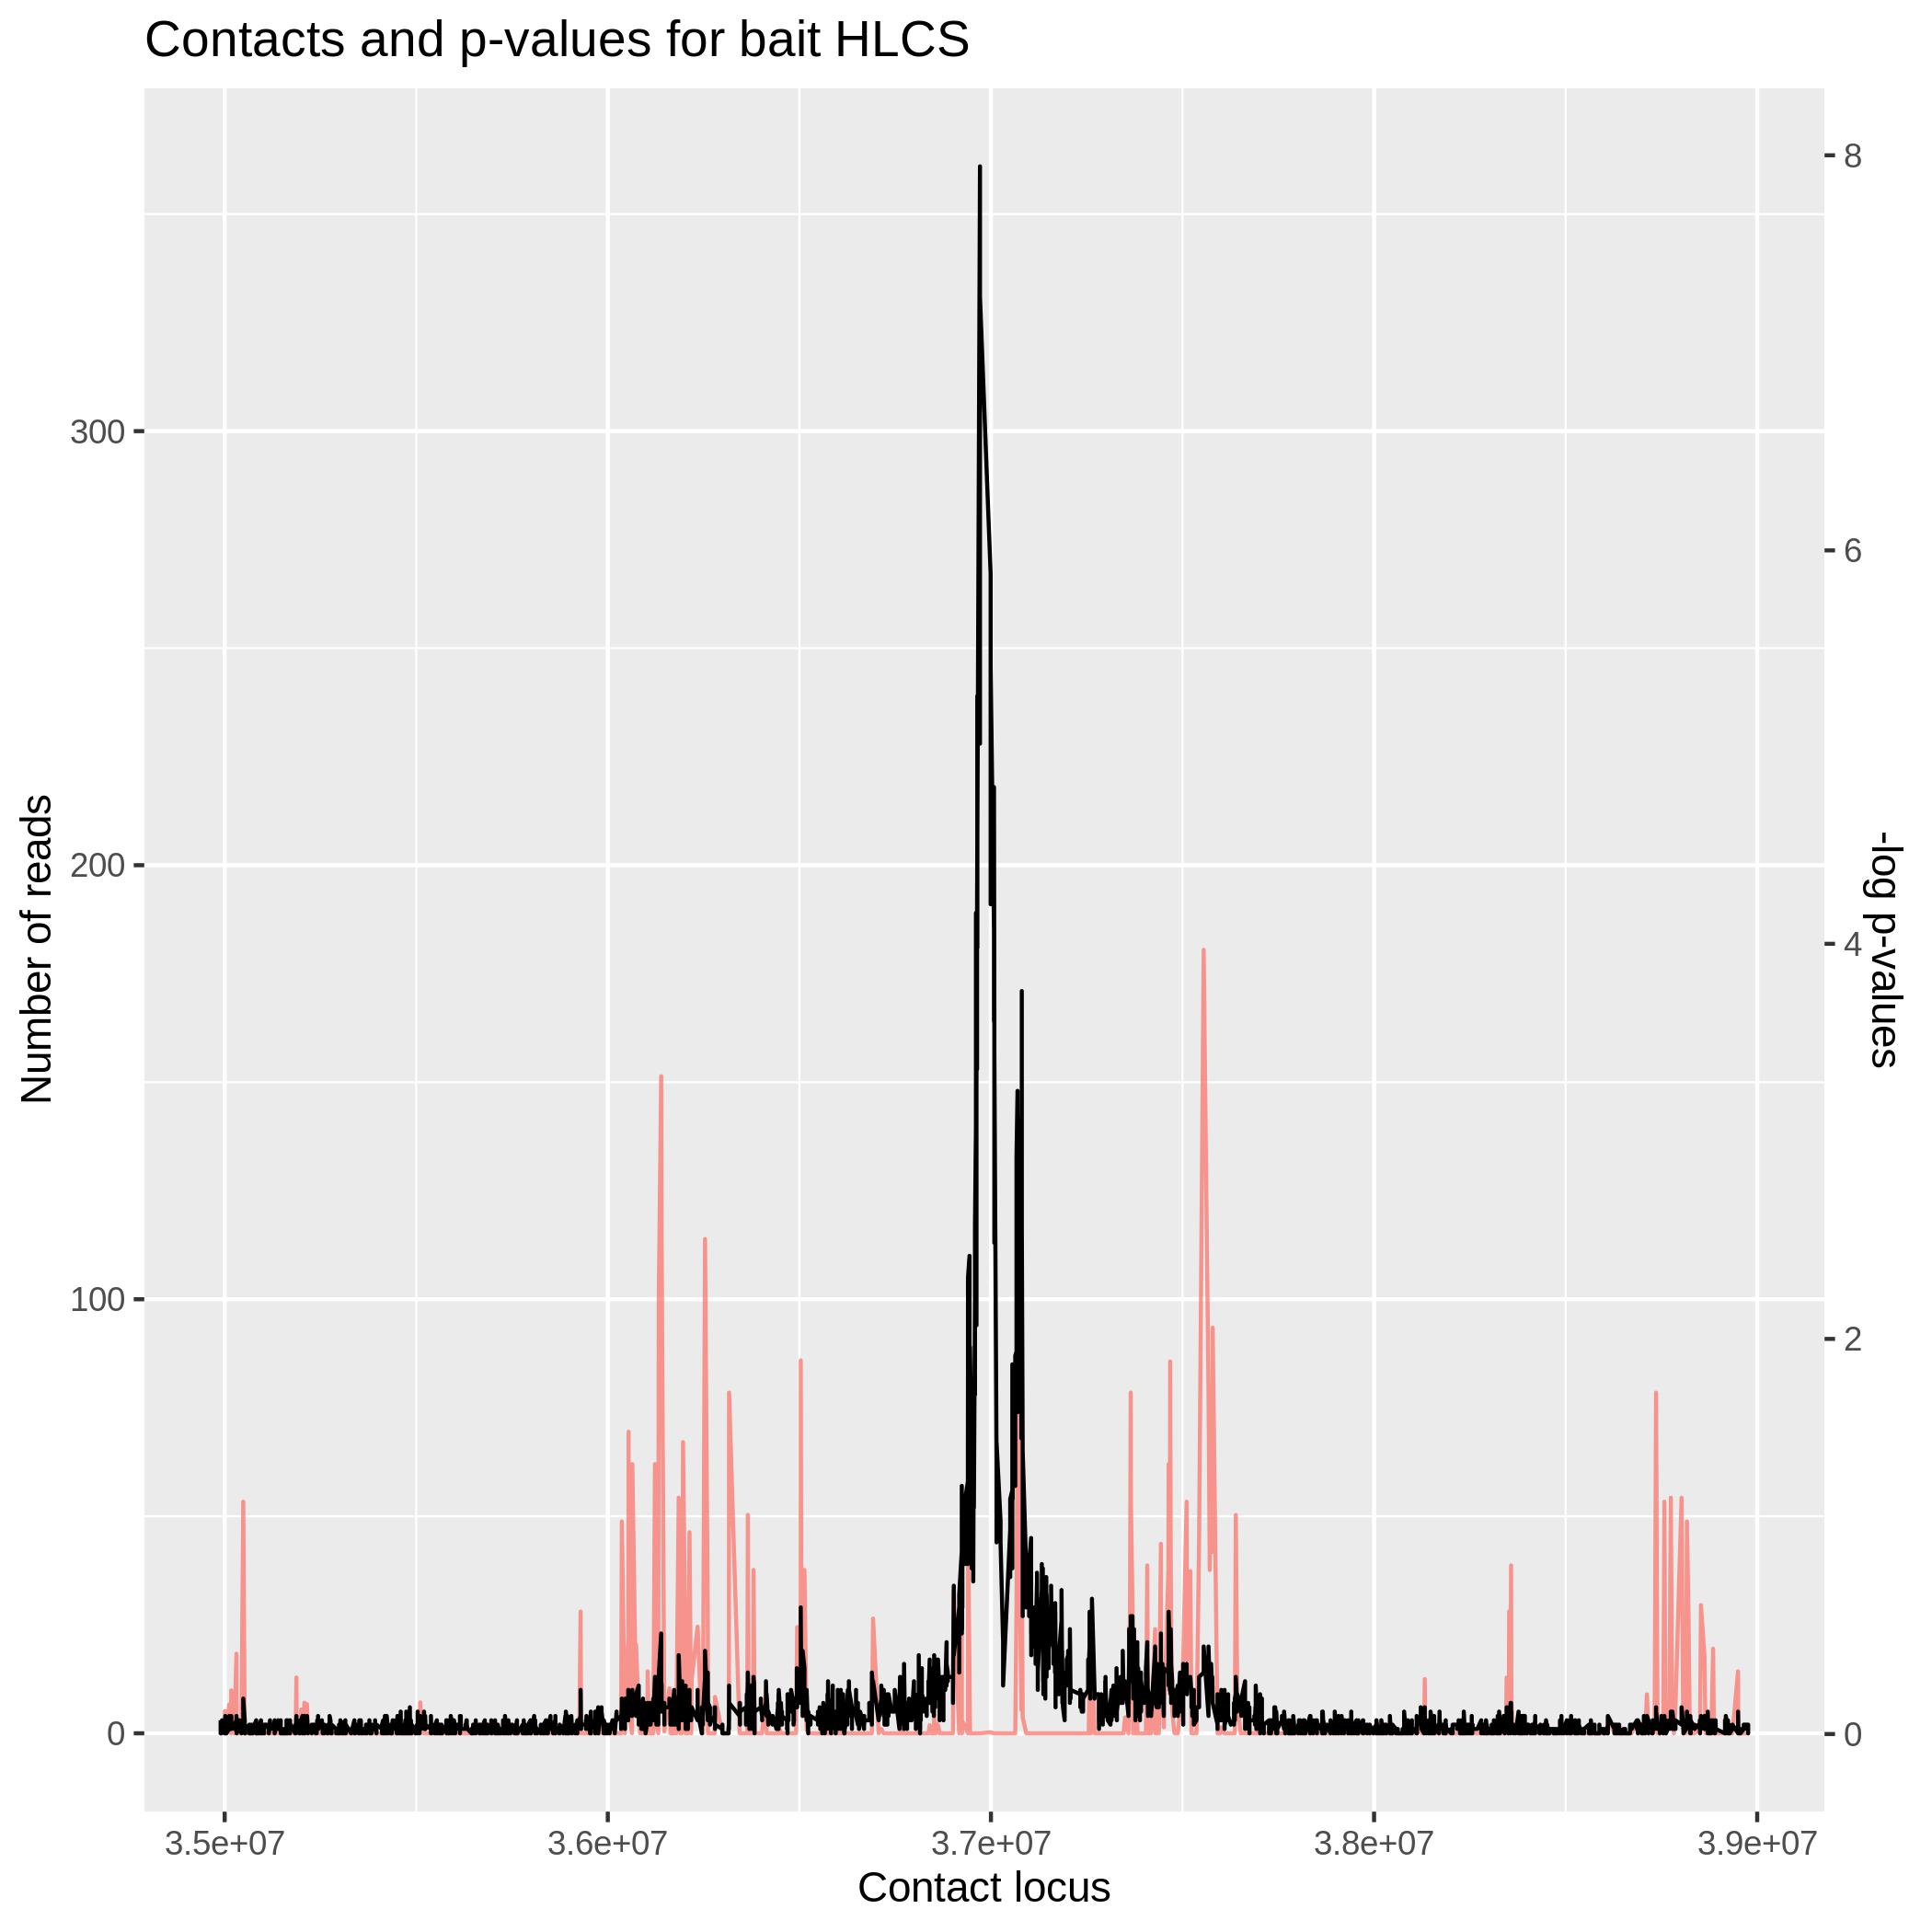 Contacts and p-values for bait HLCS
Number of reads
300
200
100
0
8
6
4
2
0
-log p-values
3.5e+07
3.6e+07
3.7e+07
3.8e+07
3.9e+07
Contact locus